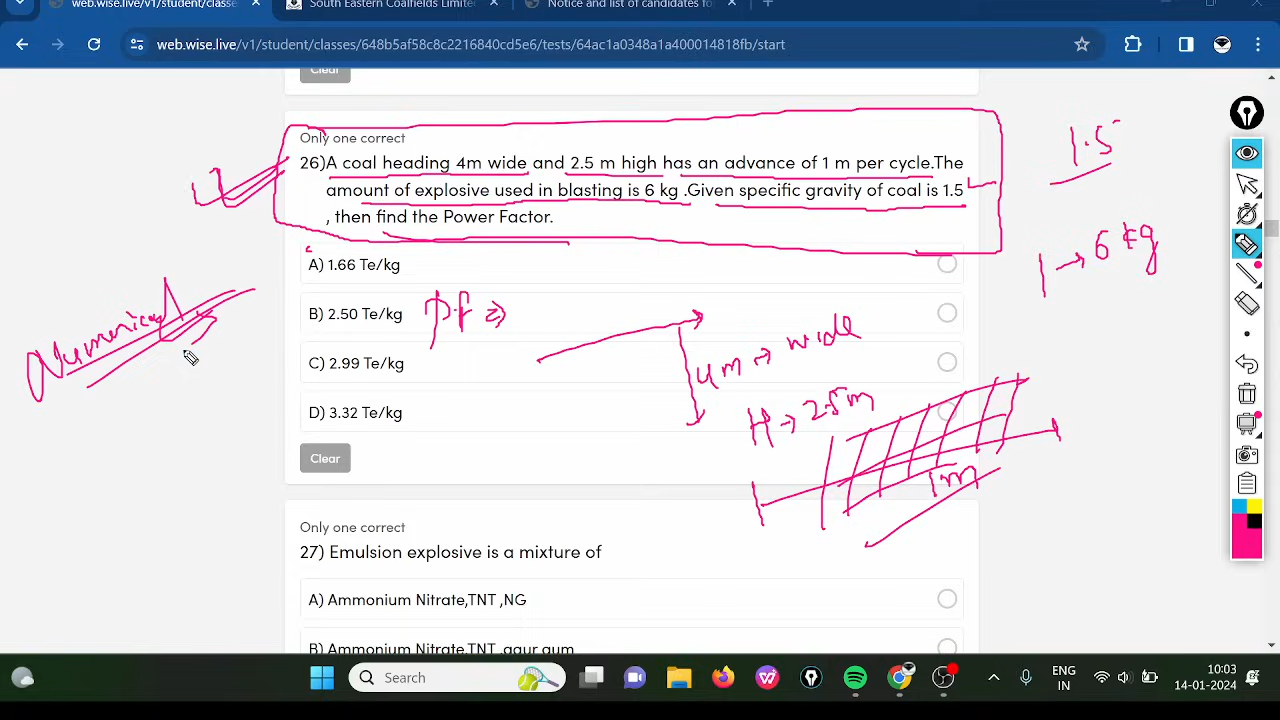 web.wise.live/v1/student/classe
South Eastern Coalfields Limite
Notice and list of candidates fo
web.wise.live/v1/student/classes/648b5af58c8c2216840cd5e6/tests/64ac1a0348a1a400014818fb/start
Clear
Only one correct
26)A coal heading 4m wide and 2.5 m high has an advance of 1 m per cycle.The
amount of explosive used in blasting is 6 kg .Given specific gravity of coal is 1.5
, then find the Power Factor.
1.5
A) 1.66 Te/kg
1→6 kg
B) 2.50 Te/kg
P.f ⇒
Numerical
4m → wide
C) 2.99 Te/kg
H → 2.5m
D) 3.32 Te/kg
1m
Clear
Only one correct
27) Emulsion explosive is a mixture of
A) Ammonium Nitrate,TNT ,NG
B) Ammonium Nitrate,TNT ,gaur gum
Search
ENG
IN
10:03
14-01-2024